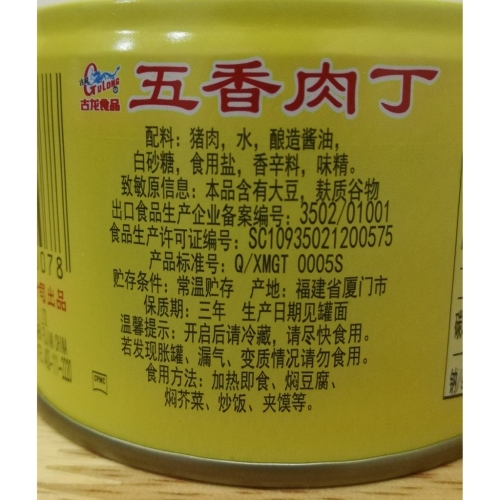 GULONG
古龙食品
五香肉丁
配料：猪肉，水，酿造酱油，
白砂糖，食用盐，香辛料，味精。
致敏原信息：本品含有大豆，麸质谷物
出口食品生产企业备案编号：3502/01001
食品生产许可证编号：SC10935021200575
产品标准号：Q/XMGT 0005S
贮存条件：常温贮存 产地：福建省厦门市
保质期：三年 生产日期见罐面
温馨提示：开启后请冷藏，请尽快食用。
若发现胀罐、漏气、变质情况请勿食用。
食用方法：加热即食、焖豆腐、
焖芥菜、炒饭、夹馍等。
078
出品